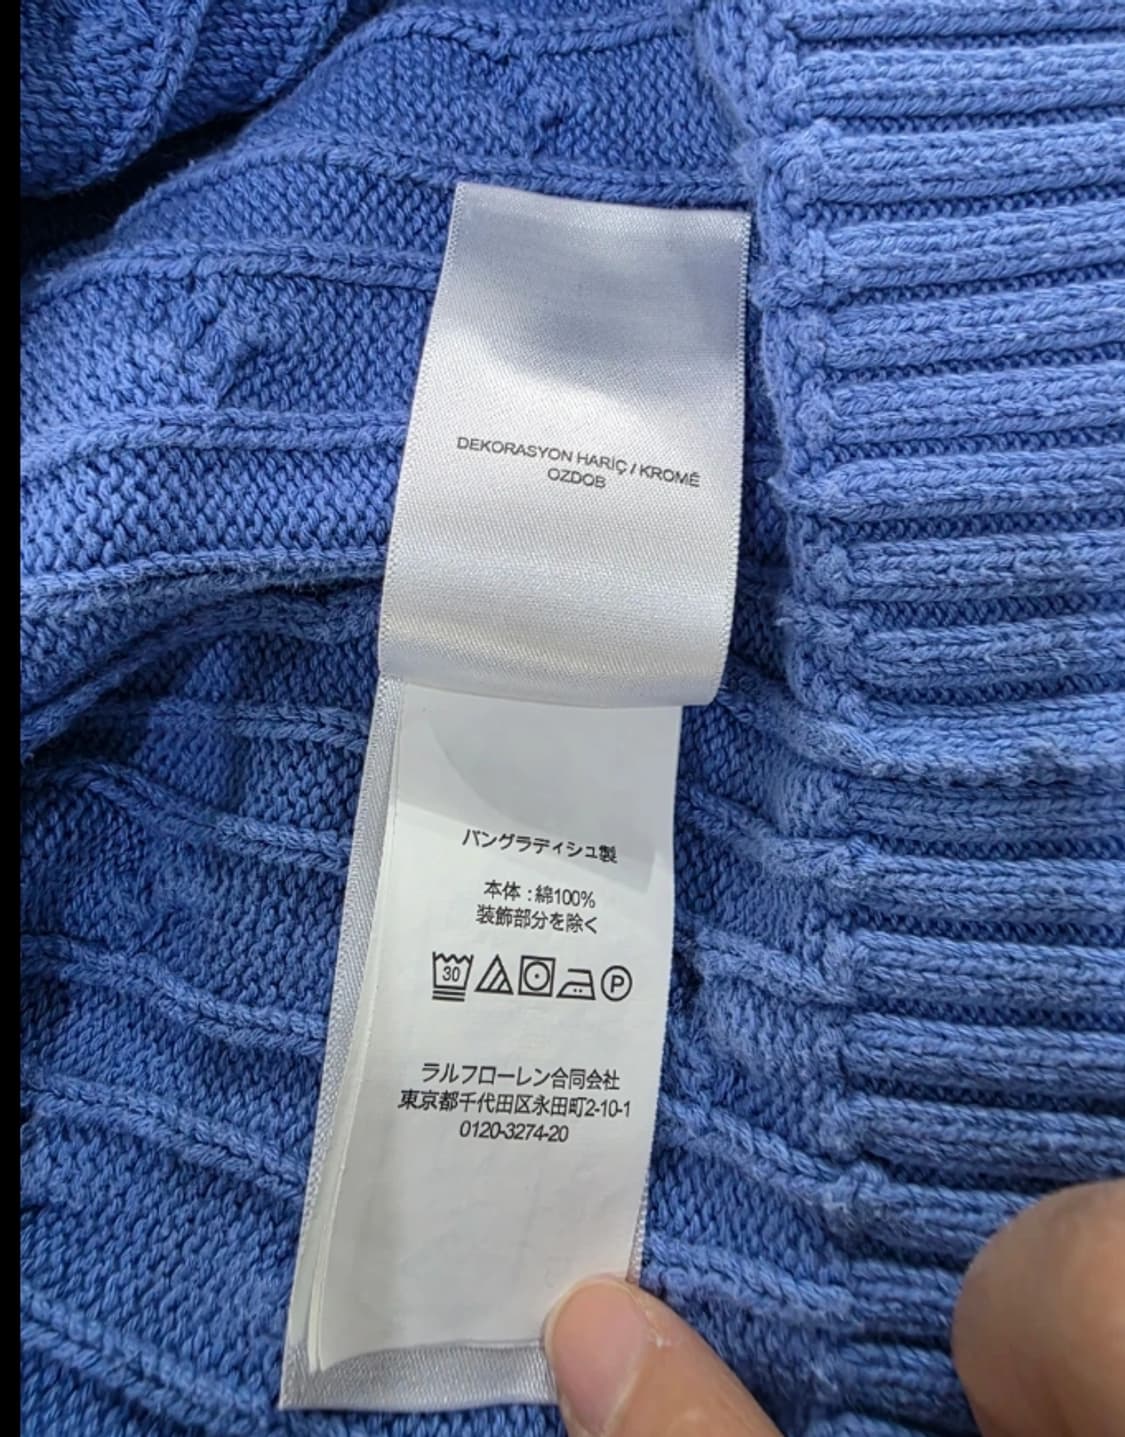 DEKORASYON HARİÇ / KROMĚ
OZDOB
バングラディシュ製
本体 : 綿100%
装飾部分を除く
30 P
ラルフローレン合同会社
東京都千代田区永田町2-10-1
0120-3274-20